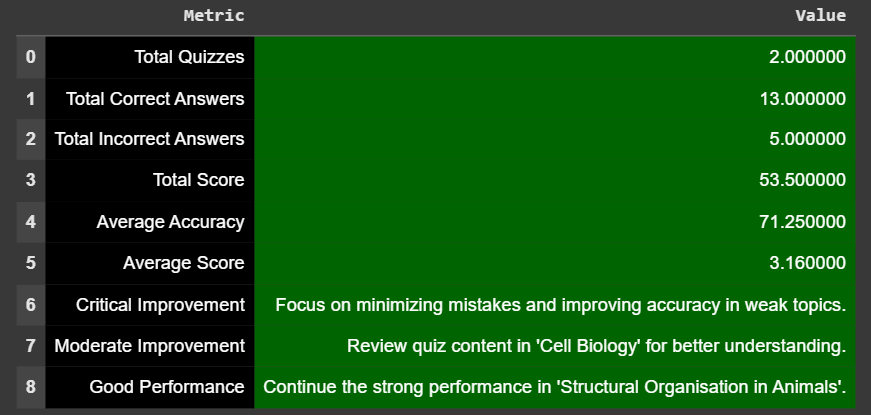 Metric Value
0 Total Quizzes 2.000000
1 Total Correct Answers 13.000000
2 Total Incorrect Answers 5.000000
3 Total Score 53.500000
4 Average Accuracy 71.250000
5 Average Score 3.160000
6 Critical Improvement Focus on minimizing mistakes and improving accuracy in weak topics.
7 Moderate Improvement Review quiz content in 'Cell Biology' for better understanding.
8 Good Performance Continue the strong performance in 'Structural Organisation in Animals'.